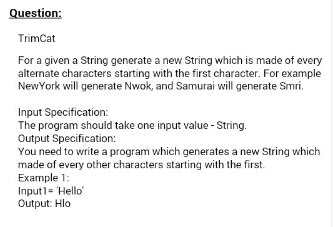 Question:
TrimCat
For a given a String generate a new String which is made of every
alternate characters starting with the first character. For example
NewYork will generate Nwok, and Samurai will generate Smri.
Input Specification:
The program should take one input value - String.
Output Specification:
You need to write a program which generates a new String which
made of every other characters starting with the first.
Example 1:
Input1= 'Hello'
Output: Hlo